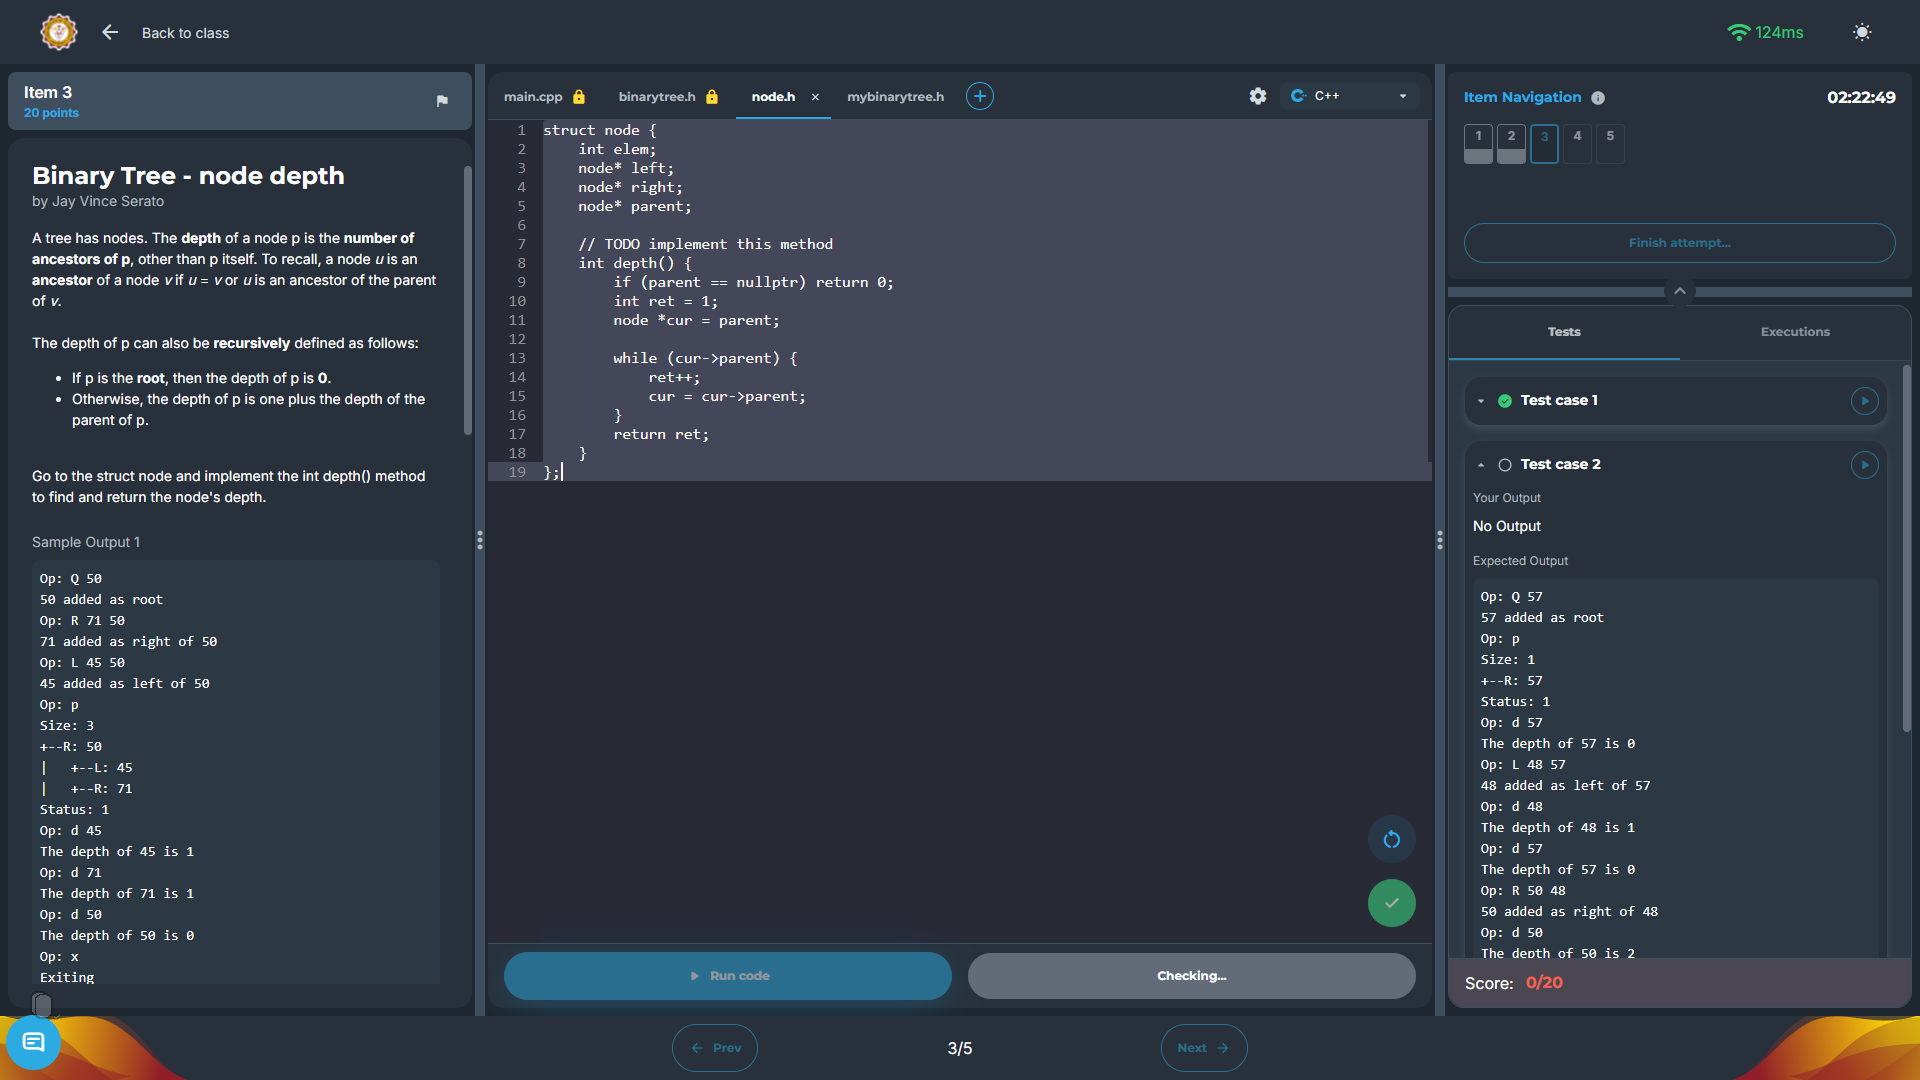 Back to class
124ms
Item 3
20 points
Binary Tree - node depth
by Jay Vince Serato
A tree has nodes. The depth of a node p is the number of
ancestors of p, other than p itself. To recall, a node u is an
ancestor of a node v if u = v or u is an ancestor of the parent
of v.
The depth of p can also be recursively defined as follows:
• If p is the root, then the depth of p is 0.
• Otherwise, the depth of p is one plus the depth of the
parent of p.
Go to the struct node and implement the int depth() method
to find and return the node's depth.
Sample Output 1
Op: Q 50
50 added as root
Op: R 71 50
71 added as right of 50
Op: L 45 50
45 added as left of 50
Op: p
Size: 3
+--R: 50
|   +--L: 45
|   +--R: 71
Status: 1
Op: d 45
The depth of 45 is 1
Op: d 71
The depth of 71 is 1
Op: d 50
The depth of 50 is 0
Op: x
Exiting
main.cpp
binarytree.h
node.h ×
mybinarytree.h
+
C++
1 struct node {
2     int elem;
3     node* left;
4     node* right;
5     node* parent;
6
7     // TODO implement this method
8     int depth() {
9         if (parent == nullptr) return 0;
10         int ret = 1;
11         node *cur = parent;
12
13         while (cur->parent) {
14             ret++;
15             cur = cur->parent;
16         }
17         return ret;
18     }
19 };
Run code
Checking...
Item Navigation
02:22:49
1 2 3 4 5
Finish attempt...
Tests
Executions
Test case 1
Test case 2
Your Output
No Output
Expected Output
Op: Q 57
57 added as root
Op: p
Size: 1
+--R: 57
Status: 1
Op: d 57
The depth of 57 is 0
Op: L 48 57
48 added as left of 57
Op: d 48
The depth of 48 is 1
Op: d 57
The depth of 57 is 0
Op: R 50 48
50 added as right of 48
Op: d 50
The depth of 50 is 2
Score: 0/20
Prev
3/5
Next